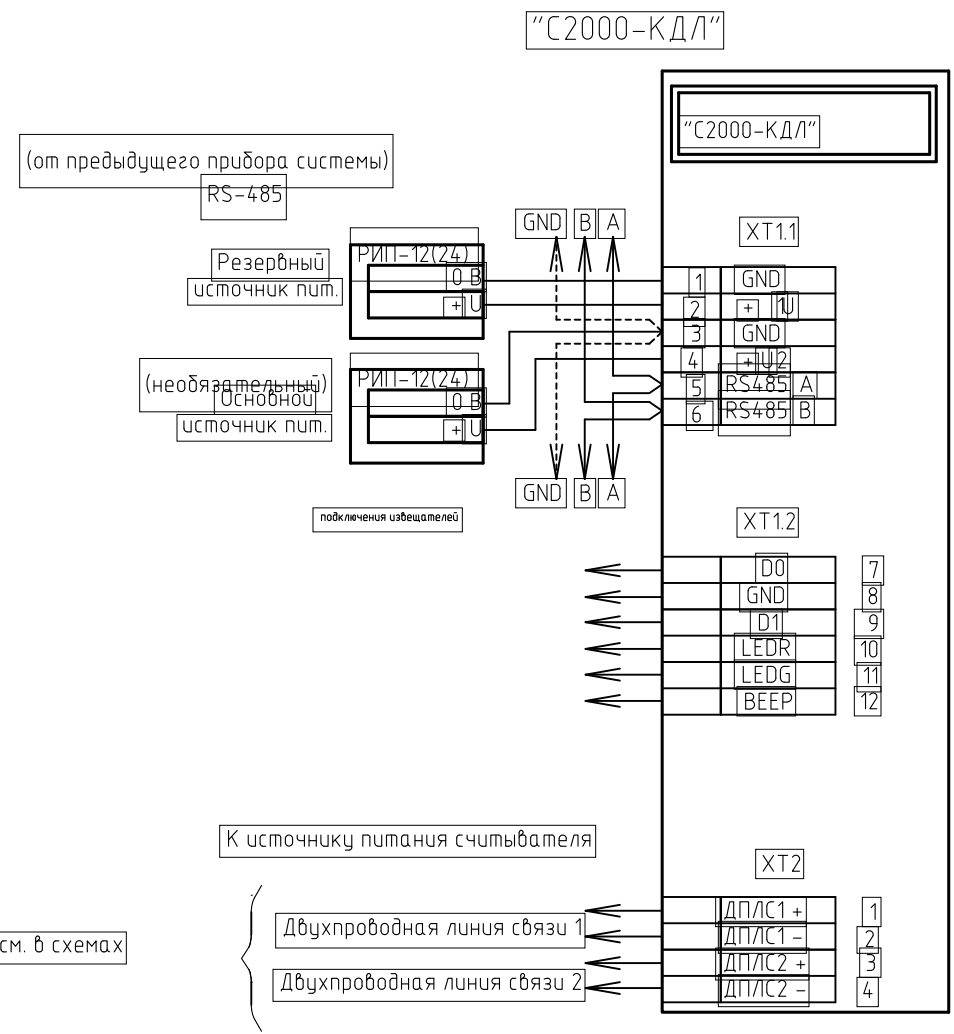 "С2000-КДЛ"
"С2000-КДЛ"
(от предыдущего прибора системы)
RS-485
GND B A
XT1.1
РИП-12(24)
Резервный
источник пит.
0 В
+ U
1 GND
2 + U1
3 GND
4 + U2
5 RS485 A
6 RS485 B
РИП-12(24)
(необязательный)
Основной
источник пит.
0 В
+ U
GND B A
подключения извещателей
XT1.2
D0 7
GND 8
D1 9
LEDR 10
LEDG 11
BEEP 12
К источнику питания считывателя
XT2
см. в схемах
Двухпроводная линия связи 1
Двухпроводная линия связи 2
ДПЛС1 + 1
ДПЛС1 - 2
ДПЛС2 + 3
ДПЛС2 - 4